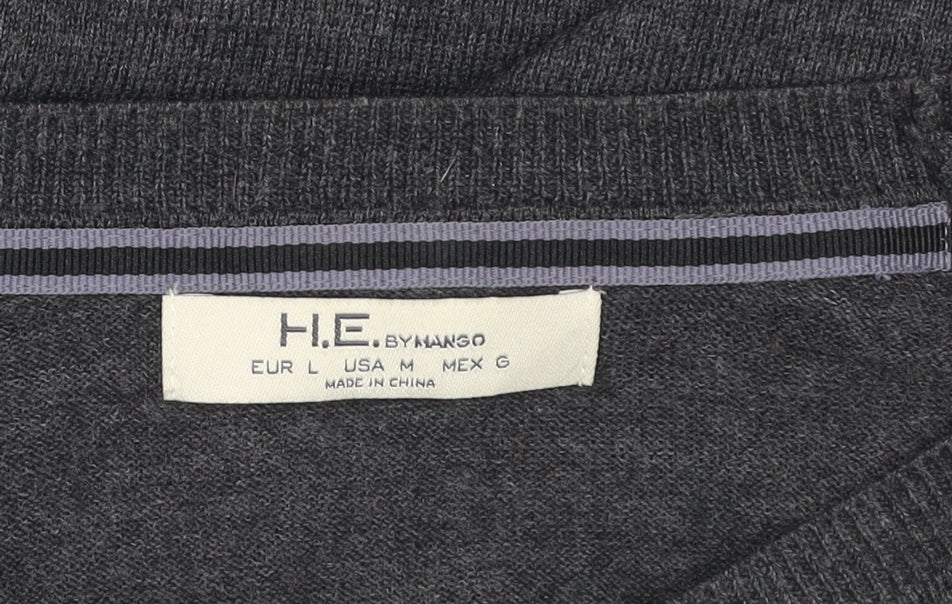 H.E. BY MANGO
EUR L USA M MEX G
MADE IN CHINA